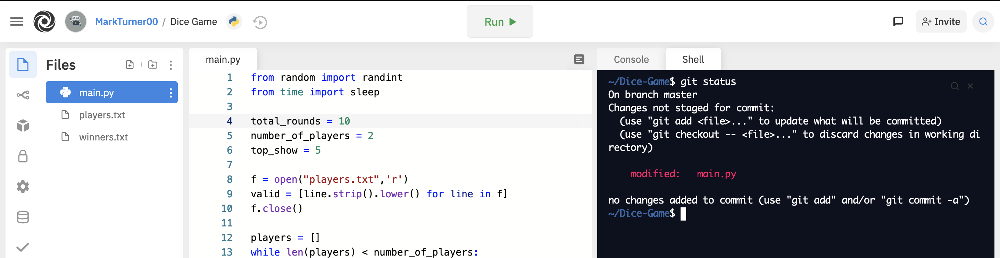 MarkTurner00 / Dice Game
Run
Invite
Files
main.py
players.txt
winners.txt
main.py
1 from random import randint
2 from time import sleep
3
4 total_rounds = 10
5 number_of_players = 2
6 top_show = 5
7
8 f = open("players.txt",'r')
9 valid = [line.strip().lower() for line in f]
10 f.close()
11
12 players = []
13 while len(players) < number_of_players:
Console
Shell
~/Dice-Game$ git status
On branch master
Changes not staged for commit:
  (use "git add <file>..." to update what will be committed)
  (use "git checkout -- <file>..." to discard changes in working di
rectory)
    modified:   main.py
no changes added to commit (use "git add" and/or "git commit -a")
~/Dice-Game$